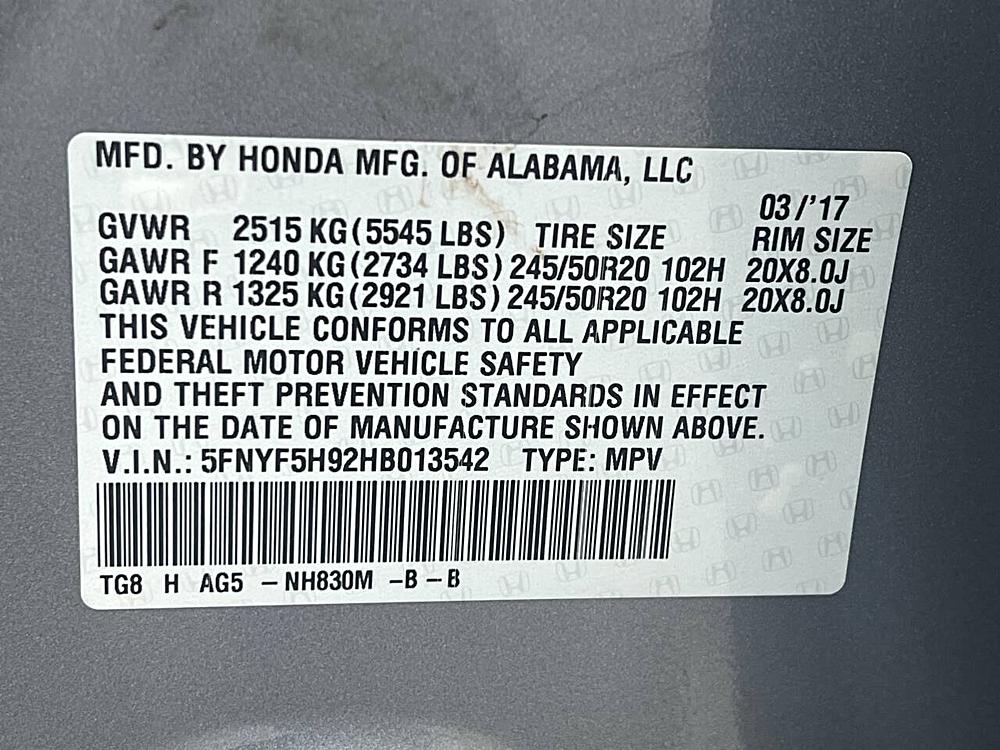 MFD. BY HONDA MFG. OF ALABAMA, LLC
03/'17
GVWR 2515 KG (5545 LBS) TIRE SIZE RIM SIZE
GAWR F 1240 KG (2734 LBS) 245/50R20 102H 20X8.0J
GAWR R 1325 KG (2921 LBS) 245/50R20 102H 20X8.0J
THIS VEHICLE CONFORMS TO ALL APPLICABLE
FEDERAL MOTOR VEHICLE SAFETY
AND THEFT PREVENTION STANDARDS IN EFFECT
ON THE DATE OF MANUFACTURE SHOWN ABOVE.
V.I.N.: 5FNYF5H92HB013542 TYPE: MPV
TG8 H AG5 – NH830M – B – B